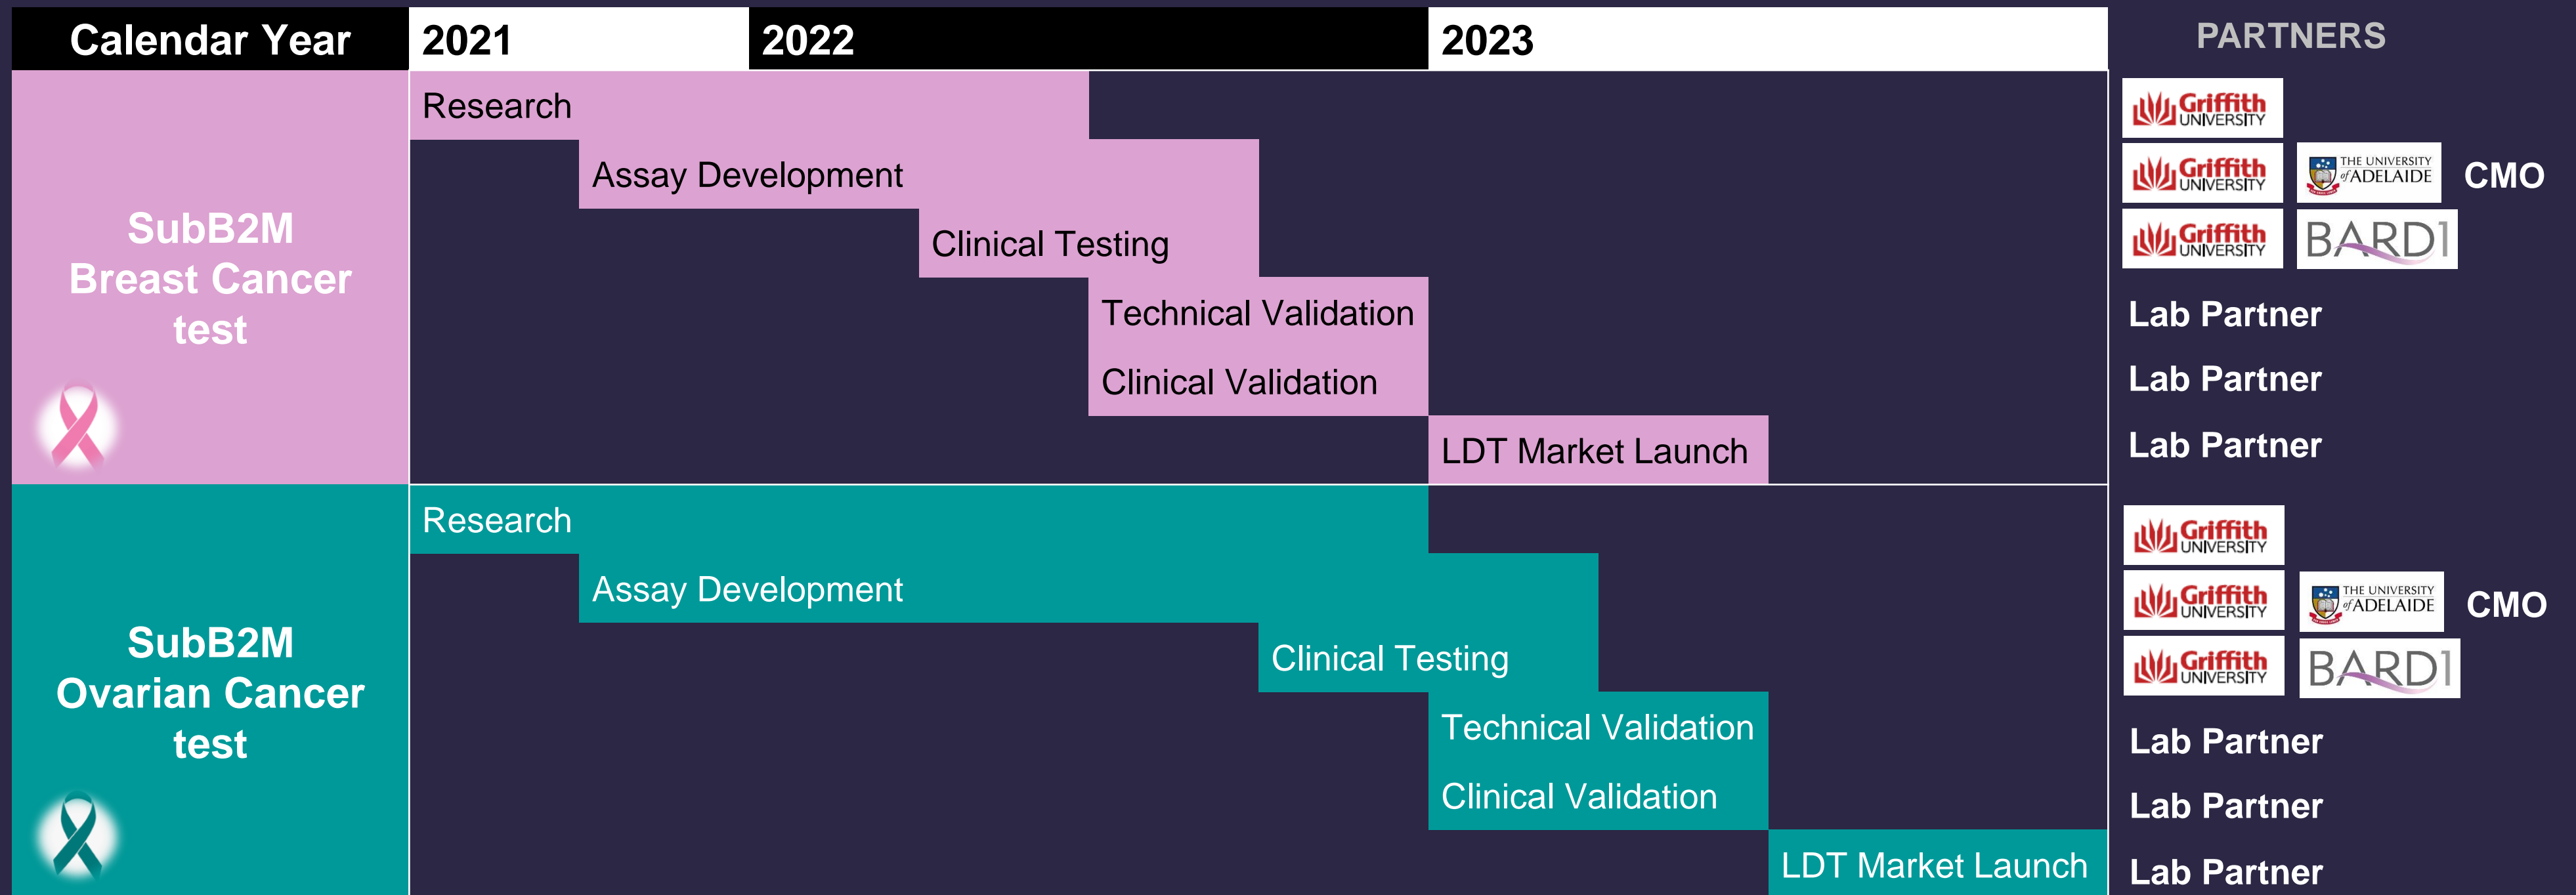 Calendar Year 2021 2022 2023 PARTNERS
SubB2M
Breast Cancer
test
Research
Griffith
UNIVERSITY
Assay Development
Griffith
UNIVERSITY
THE UNIVERSITY
of ADELAIDE
CMO
Clinical Testing
Griffith
UNIVERSITY
BARD1
Technical Validation
Lab Partner
Clinical Validation
Lab Partner
LDT Market Launch
Lab Partner
SubB2M
Ovarian Cancer
test
Research
Griffith
UNIVERSITY
Assay Development
Griffith
UNIVERSITY
THE UNIVERSITY
of ADELAIDE
CMO
Clinical Testing
Griffith
UNIVERSITY
BARD1
Technical Validation
Lab Partner
Clinical Validation
Lab Partner
LDT Market Launch
Lab Partner